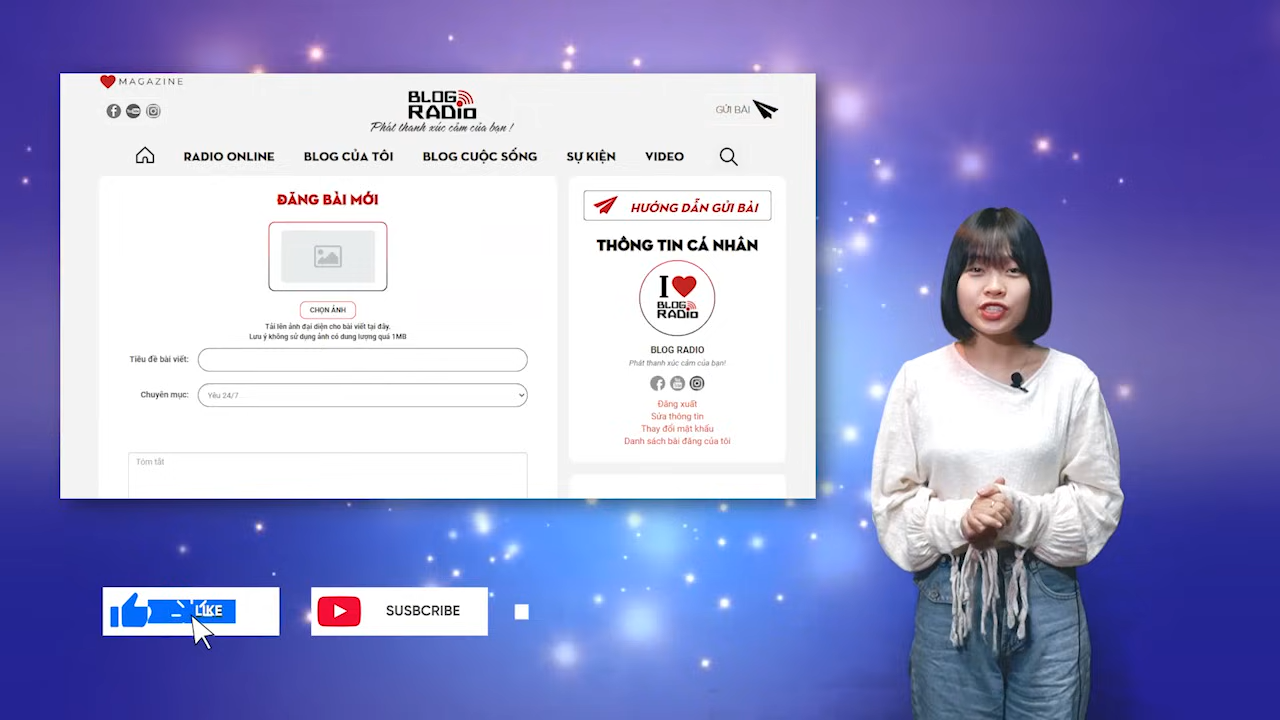 MAGAZINE
BLOG
RADIO
Phát thanh xúc cảm của bạn !
GỬI BÀI
RADIO ONLINE
BLOG CỦA TÔI
BLOG CUỘC SỐNG
SỰ KIỆN
VIDEO
ĐĂNG BÀI MỚI
CHỌN ẢNH
Tải lên ảnh đại diện cho bài viết tại đây.
Lưu ý không sử dụng ảnh có dung lượng quá 1MB
Tiêu đề bài viết:
Chuyên mục:
Yêu 24/7
Tóm tắt
HƯỚNG DẪN GỬI BÀI
THÔNG TIN CÁ NHÂN
I
BLOG
RADIO
BLOG RADIO
Phát thanh xúc cảm của bạn!
Đăng xuất
Sửa thông tin
Thay đổi mật khẩu
Danh sách bài đăng của tôi
LIKE
SUSBCRIBE